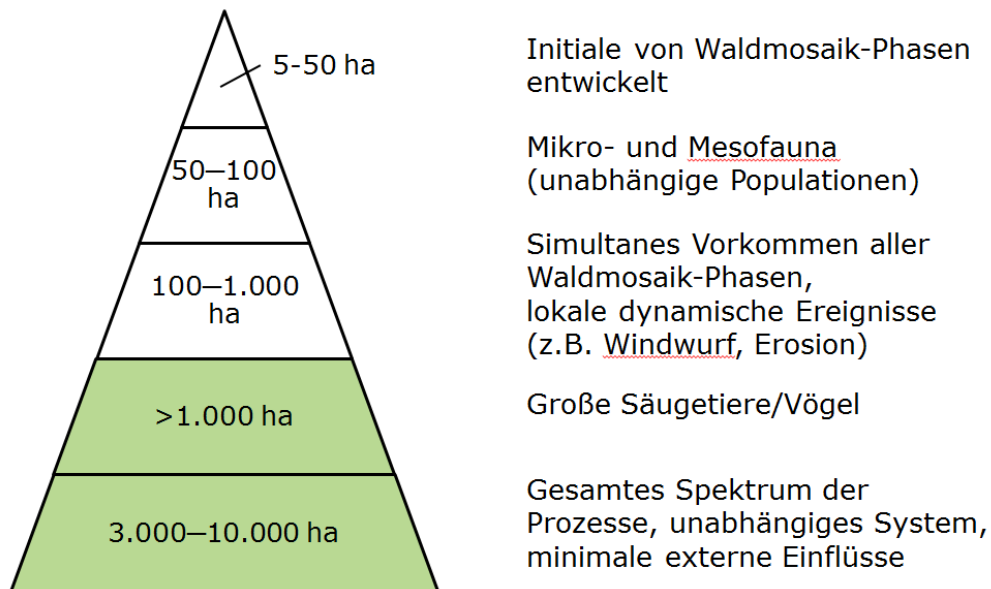 5-50 ha
Initiale von Waldmosaik-Phasen
entwickelt
50—100
ha
Mikro- und Mesofauna
(unabhängige Populationen)
100—1.000
ha
Simultanes Vorkommen aller
Waldmosaik-Phasen,
lokale dynamische Ereignisse
(z.B. Windwurf, Erosion)
>1.000 ha
Große Säugetiere/Vögel
3.000—10.000 ha
Gesamtes Spektrum der
Prozesse, unabhängiges System,
minimale externe Einflüsse